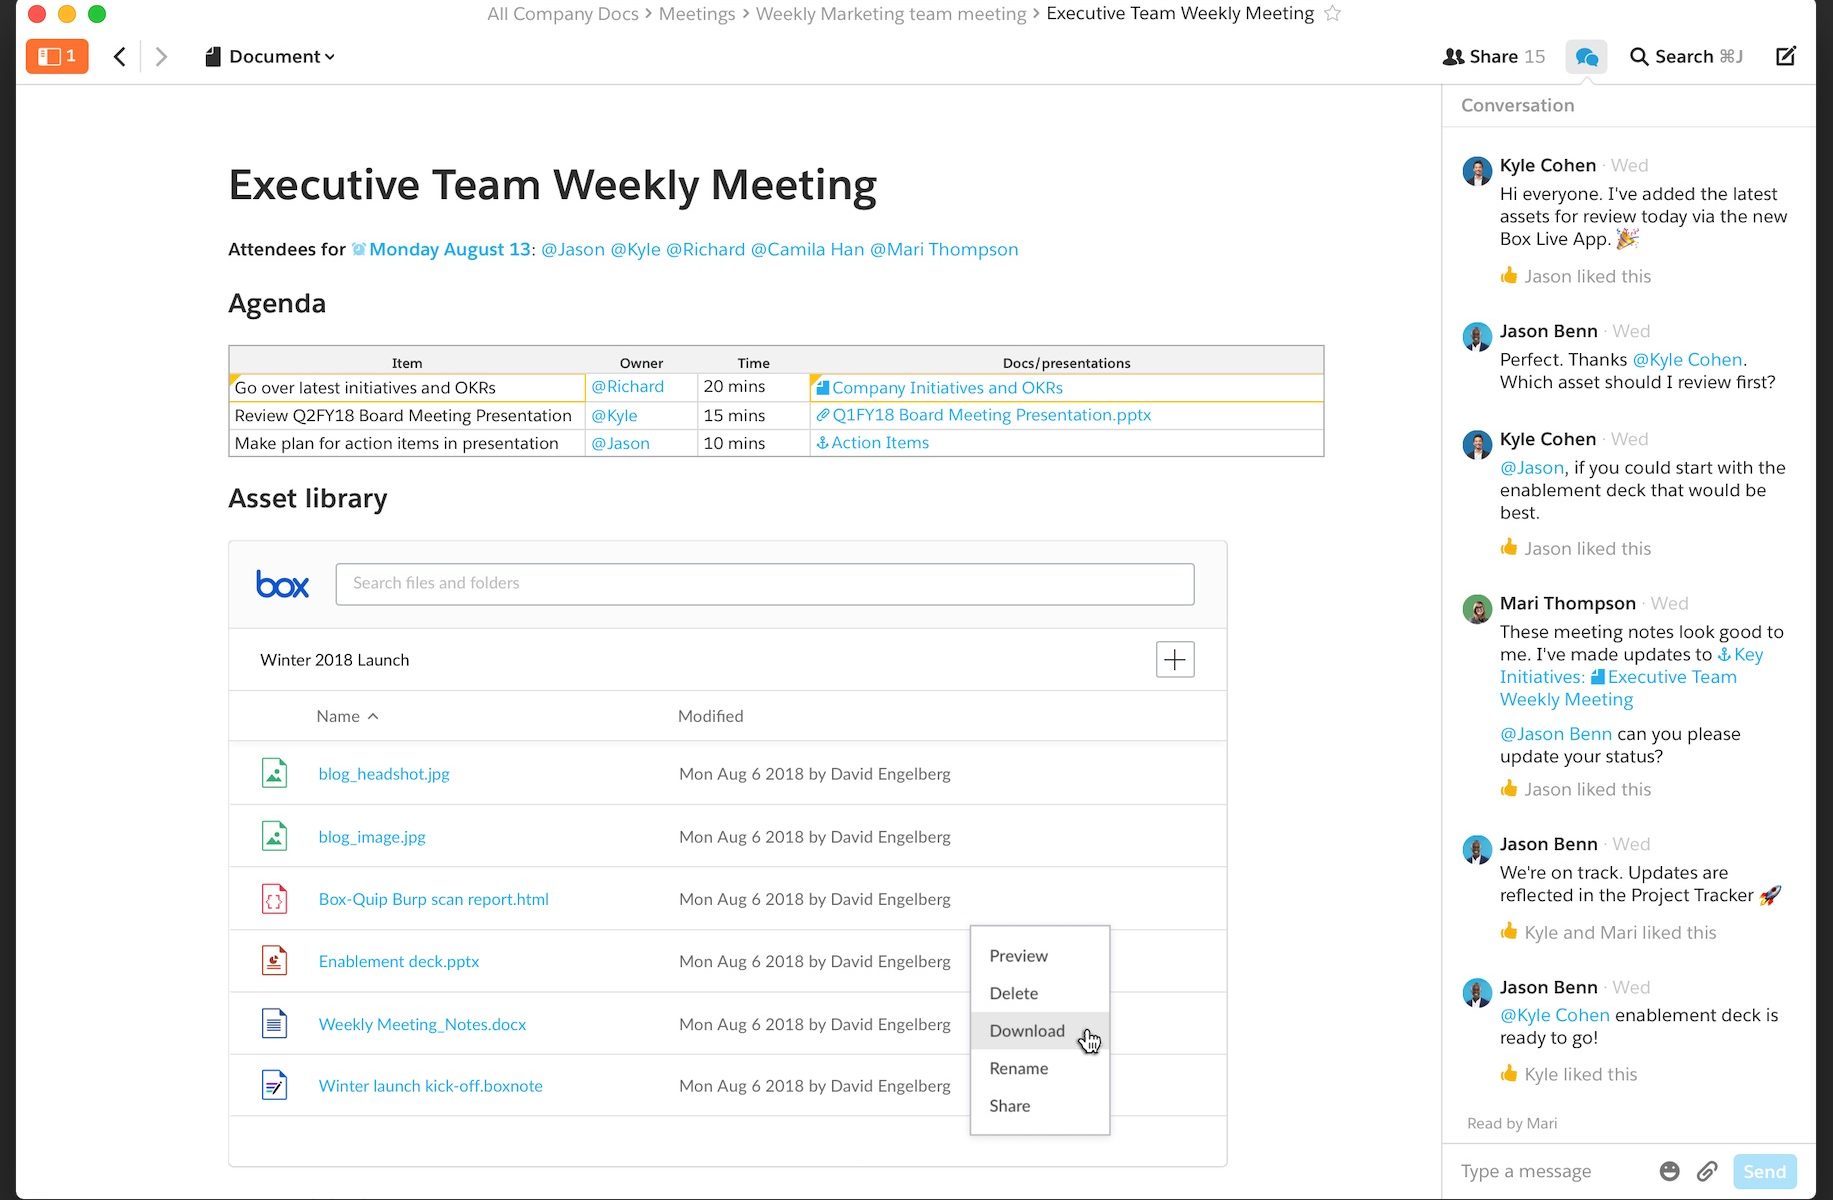 All Company Docs > Meetings > Weekly Marketing team meeting > Executive Team Weekly Meeting
1
Document
Share 15
Search ⌘J
Executive Team Weekly Meeting
Attendees for Monday August 13: @Jason @Kyle @Richard @Camila Han @Mari Thompson
Agenda
Item Owner Time Docs/presentations
Go over latest initiatives and OKRs @Richard 20 mins Company Initiatives and OKRs
Review Q2FY18 Board Meeting Presentation @Kyle 15 mins Q1FY18 Board Meeting Presentation.pptx
Make plan for action items in presentation @Jason 10 mins Action Items
Asset library
box
Search files and folders
Winter 2018 Launch
Name Modified
blog_headshot.jpg Mon Aug 6 2018 by David Engelberg
blog_image.jpg Mon Aug 6 2018 by David Engelberg
Box-Quip Burp scan report.html Mon Aug 6 2018 by David Engelberg
Enablement deck.pptx Mon Aug 6 2018 by David Engelberg
Weekly Meeting_Notes.docx Mon Aug 6 2018 by David Engelberg
Winter launch kick-off.boxnote Mon Aug 6 2018 by David Engelberg
Preview
Delete
Download
Rename
Share
Conversation
Kyle Cohen · Wed
Hi everyone. I've added the latest
assets for review today via the new
Box Live App. 🎉
👍 Jason liked this
Jason Benn · Wed
Perfect. Thanks @Kyle Cohen.
Which asset should I review first?
Kyle Cohen · Wed
@Jason, if you could start with the
enablement deck that would be
best.
👍 Jason liked this
Mari Thompson · Wed
These meeting notes look good to
me. I've made updates to Key
Initiatives: Executive Team
Weekly Meeting
@Jason Benn can you please
update your status?
👍 Jason liked this
Jason Benn · Wed
We're on track. Updates are
reflected in the Project Tracker 🚀
👍 Kyle and Mari liked this
Jason Benn · Wed
@Kyle Cohen enablement deck is
ready to go!
👍 Kyle liked this
Read by Mari
Type a message
Send